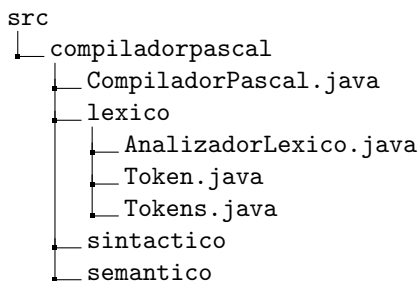 src
compiladorpascal
CompiladorPascal.java
lexico
AnalizadorLexico.java
Token.java
Tokens.java
sintactico
semantico